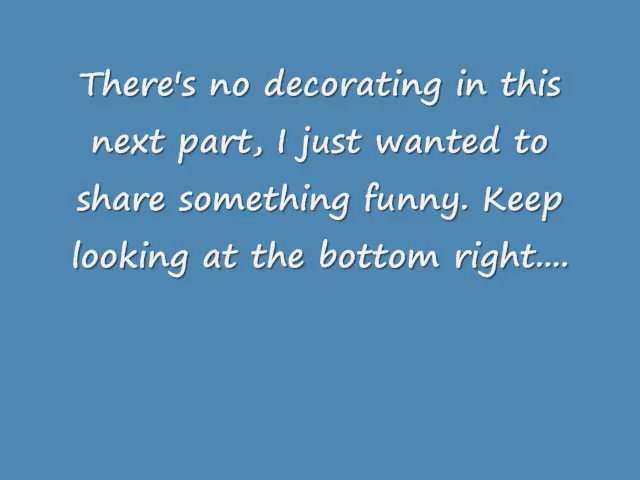 There's no decorating in this
next part, I just wanted to
share something funny. Keep
looking at the bottom right....